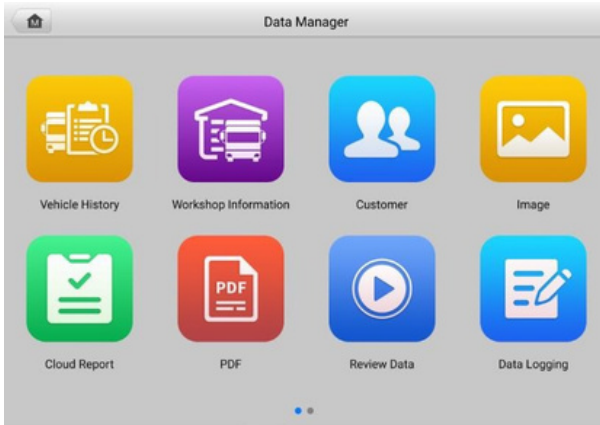 M
Data Manager
Vehicle History
Workshop Information
Customer
Image
PDF
Cloud Report
PDF
Review Data
Data Logging